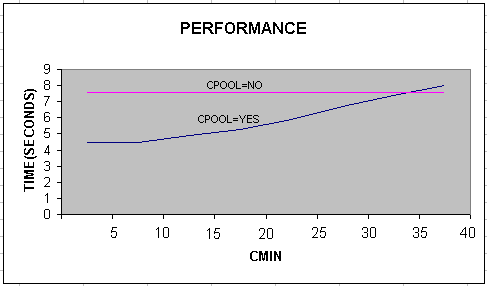 PERFORMANCE
9
8
7
6
5
4
3
2
1
0
TIME(SECONDS)
CPOOL=NO
CPOOL=YES
5 10 15 20 25 30 35 40
CMIN